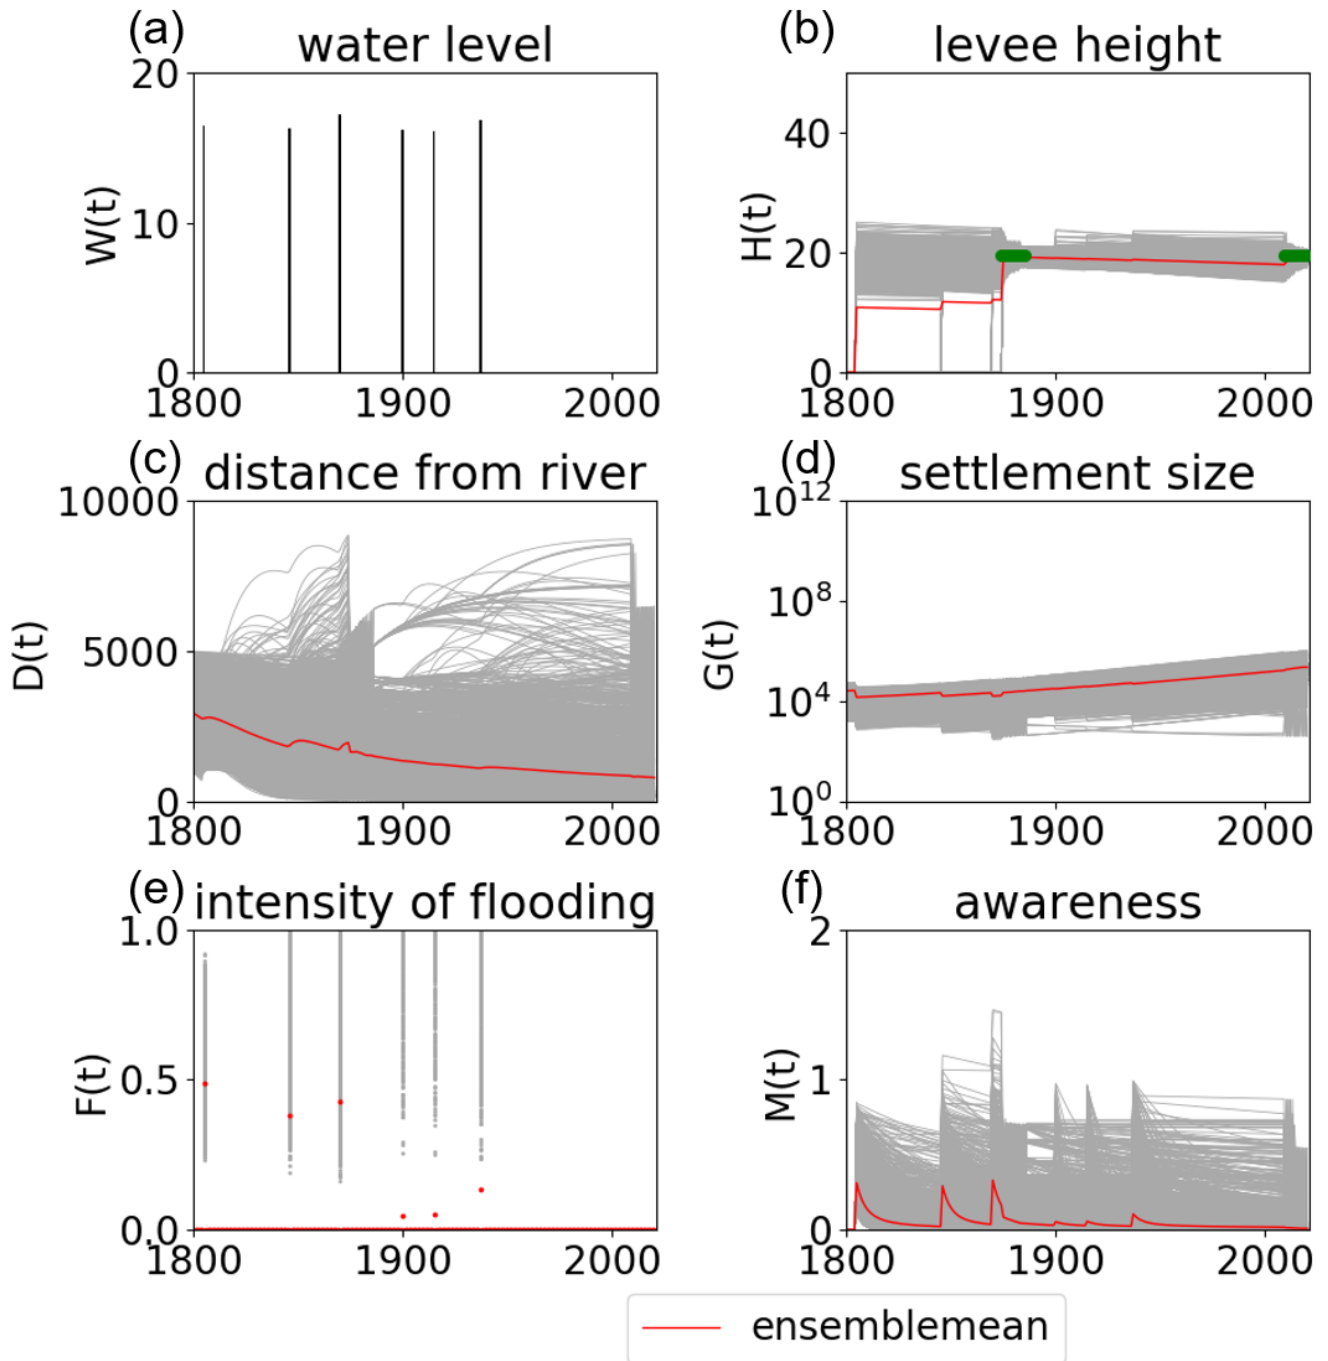 (a) water level
20
10
0
W(t)
1800 1900 2000
(b) levee height
40
20
0
H(t)
1800 1900 2000
(c) distance from river
10000
5000
0
D(t)
1800 1900 2000
(d) settlement size
10^12
10^8
10^4
10^0
G(t)
1800 1900 2000
(e) intensity of flooding
1.0
0.5
0.0
F(t)
1800 1900 2000
(f) awareness
2
1
0
M(t)
1800 1900 2000
ensemblemean